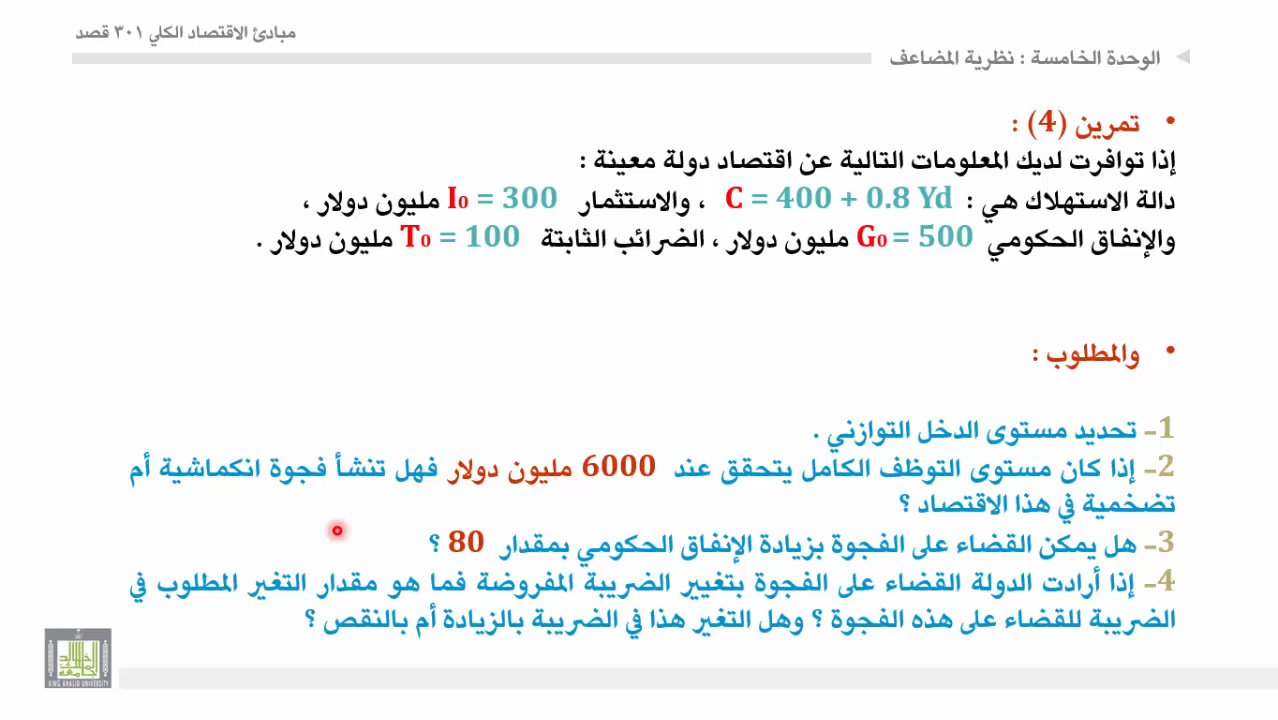 مبادئ الاقتصاد الكلي ٣٠١ قصد
الوحدة الخامسة : نظرية المضاعف
• تمرين (4) :
إذا توافرت لديك المعلومات التالية عن اقتصاد دولة معينة :
دالة الاستهلاك هي : C = 400 + 0.8 Yd ، والاستثمار I0 = 300 مليون دولار ،
والإنفاق الحكومي G0 = 500 مليون دولار ، الضرائب الثابتة T0 = 100 مليون دولار .
• والمطلوب :
1- تحديد مستوى الدخل التوازني .
2- إذا كان مستوى التوظف الكامل يتحقق عند 6000 مليون دولار فهل تنشأ فجوة انكماشية أم
تضخمية في هذا الاقتصاد ؟
3- هل يمكن القضاء على الفجوة بزيادة الإنفاق الحكومي بمقدار 80 ؟
4- إذا أرادت الدولة القضاء على الفجوة بتغيير الضريبة المفروضة فما هو مقدار التغير المطلوب في
الضريبة للقضاء على هذه الفجوة ؟ وهل التغير هذا في الضريبة بالزيادة أم بالنقص ؟
KING KHALID UNIVERSITY